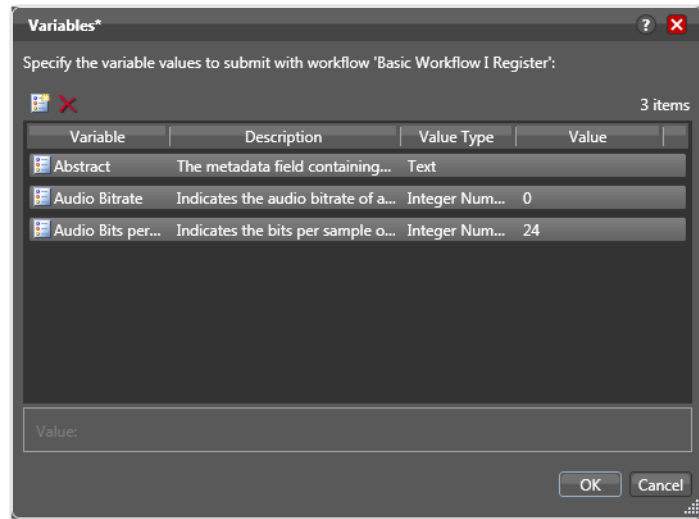 Variables*
?
Specify the variable values to submit with workflow 'Basic Workflow I Register':
3 items
Variable Description Value Type Value
Abstract The metadata field containing... Text
Audio Bitrate Indicates the audio bitrate of a... Integer Num... 0
Audio Bits per... Indicates the bits per sample o... Integer Num... 24
Value:
OK Cancel